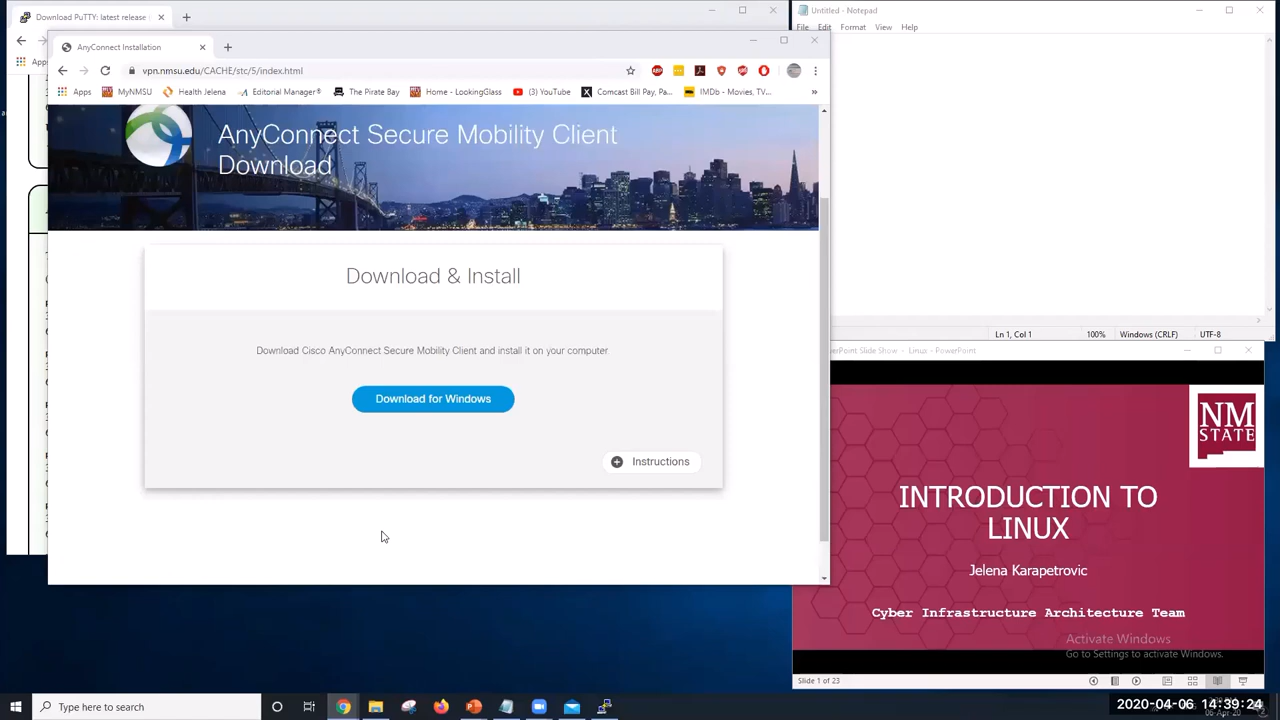 Download PuTTY: latest release
Untitled - Notepad
File Edit Format View Help
AnyConnect Installation
vpn.nmsu.edu/CACHE/stc/5/index.html
Apps MyNMSU Health Jelena Editorial Manager® The Pirate Bay Home - LookingGlass (3) YouTube Comcast Bill Pay, Pa... IMDb - Movies, TV... »
AnyConnect Secure Mobility Client
Download
Download & Install
Download Cisco AnyConnect Secure Mobility Client and install it on your computer.
Download for Windows
Instructions
Ln 1, Col 1 100% Windows (CRLF) UTF-8
Linux - PowerPoint
NM
STATE
INTRODUCTION TO
LINUX
Jelena Karapetrovic
Cyber Infrastructure Architecture Team
Activate Windows
Go to Settings to activate Windows.
Slide 1 of 23
Type here to search
2020-04-06 14:39:24